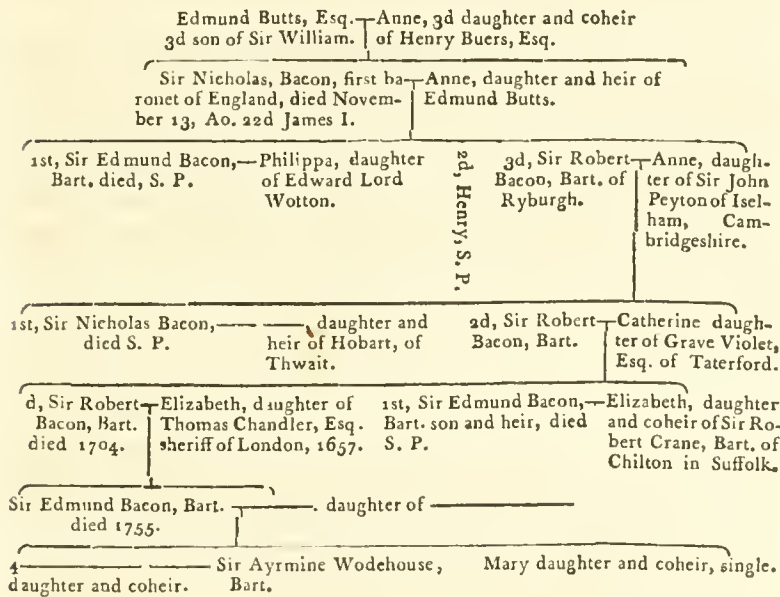 Edmund Butts, Esq. Anne, 3d daughter and coheir
3d son of Sir William. of Henry Buers, Esq.
Sir Nicholas, Bacon, first ba-
ronet of England, died Novem-
ber 13, Ao. 22d James I.
Anne, daughter and heir of
Edmund Butts.
1st, Sir Edmund Bacon,
Bart. died, S. P.
Philippa, daughter
of Edward Lord
Wotton.
2d, Henry, S. P.
3d, Sir Robert
Bacon, Bart. of
Ryburgh.
Anne, daugh-
ter of Sir John
Peyton of Isel-
ham, Cam-
bridgeshire.
1st, Sir Nicholas Bacon,
died S. P.
—— ——, daughter and
heir of Hobart, of
Thwait.
2d, Sir Robert
Bacon, Bart.
Catherine daugh-
ter of Grave Violet,
Esq. of Taterford.
d, Sir Robert
Bacon, Bart.
died 1704.
Elizabeth, daughter of
Thomas Chandler, Esq.
sheriff of London, 1657.
1st, Sir Edmund Bacon,
Bart. son and heir, died
S. P.
Elizabeth, daughter
and coheir of Sir Ro-
bert Crane, Bart. of
Chilton in Suffolk.
Sir Edmund Bacon, Bart.
died 1755.
——. daughter of ——
4 —— ——
daughter and coheir.
Sir Ayrmine Wodehouse,
Bart.
Mary daughter and coheir, single.